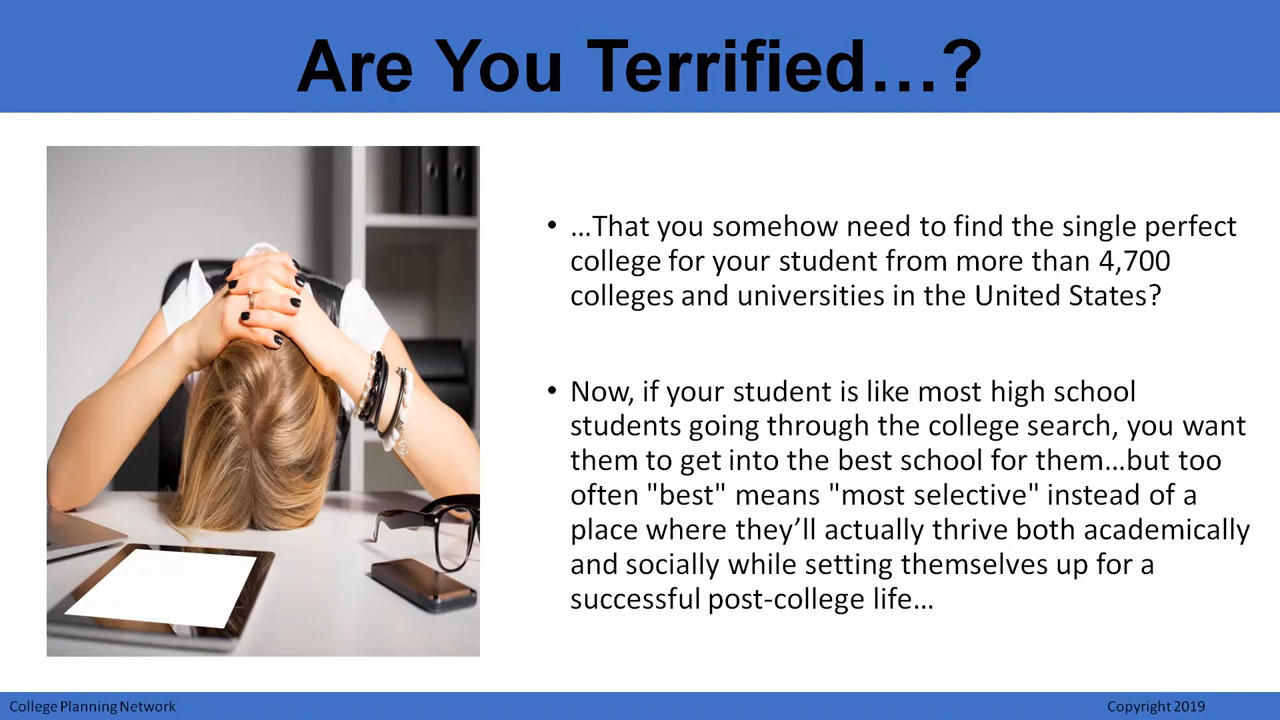 Are You Terrified...?
• ...That you somehow need to find the single perfect
college for your student from more than 4,700
colleges and universities in the United States?
• Now, if your student is like most high school
students going through the college search, you want
them to get into the best school for them...but too
often "best" means "most selective" instead of a
place where they’ll actually thrive both academically
and socially while setting themselves up for a
successful post-college life...
College Planning Network
Copyright 2019